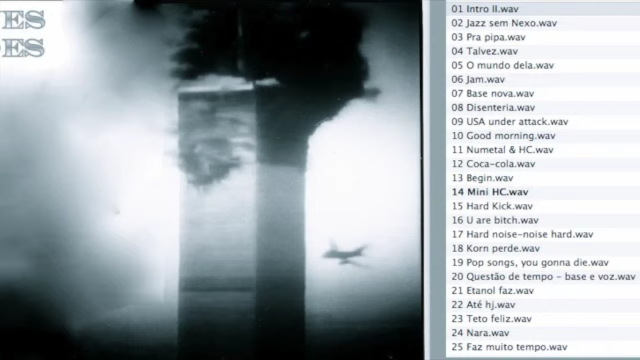 ES
ES
01 Intro II.wav
02 Jazz sem Nexo.wav
03 Pra pipa.wav
04 Talvez.wav
05 O mundo dela.wav
06 Jam.wav
07 Base nova.wav
08 Disenteria.wav
09 USA under attack.wav
10 Good morning.wav
11 Numetal & HC.wav
12 Coca-cola.wav
13 Begin.wav
14 Mini HC.wav
15 Hard Kick.wav
16 U are bitch.wav
17 Hard noise-noise hard.wav
18 Korn perde.wav
19 Pop songs, you gonna die.wav
20 Questão de tempo - base e voz.wav
21 Etanol faz.wav
22 Até hj.wav
23 Teto feliz.wav
24 Nara.wav
25 Faz muito tempo.wav